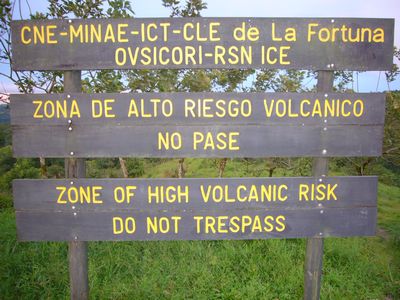 CNE-MINAE-ICT-CLE de La Fortuna
OVSICORI-RSN ICE
ZONA DE ALTO RIESGO VOLCANICO
NO PASE
ZONE OF HIGH VOLCANIC RISK
DO NOT TRESPASS